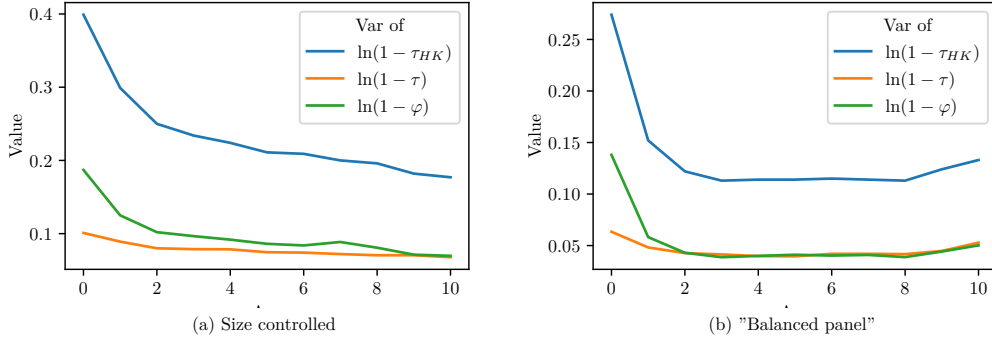 Value
0.4
0.3
0.2
0.1
0 2 4 6 8 10
Var of
ln(1 − τ_HK)
ln(1 − τ)
ln(1 − φ)
(a) Size controlled
Value
0.25
0.20
0.15
0.10
0.05
0 2 4 6 8 10
Var of
ln(1 − τ_HK)
ln(1 − τ)
ln(1 − φ)
(b) ”Balanced panel”